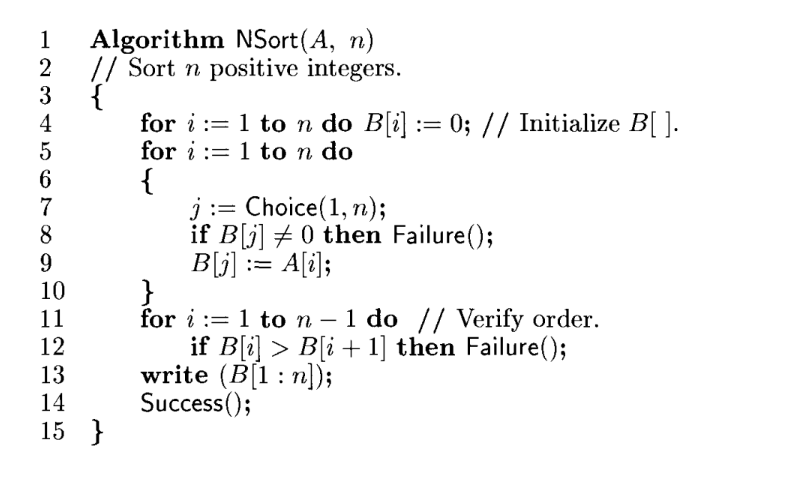 1 Algorithm NSort(A, n)
2 // Sort n positive integers.
3 {
4 for i := 1 to n do B[i] := 0; // Initialize B[ ].
5 for i := 1 to n do
6 {
7 j := Choice(1, n);
8 if B[j] ≠ 0 then Failure();
9 B[j] := A[i];
10 }
11 for i := 1 to n − 1 do // Verify order.
12 if B[i] > B[i + 1] then Failure();
13 write (B[1 : n]);
14 Success();
15 }